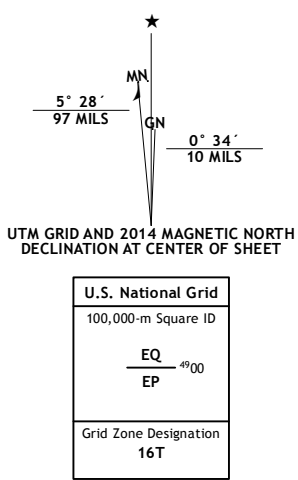 ★
MN
GN
5° 28´
97 MILS
0° 34´
10 MILS
UTM GRID AND 2014 MAGNETIC NORTH
DECLINATION AT CENTER OF SHEET
U.S. National Grid
100,000-m Square ID
EQ
4900
EP
Grid Zone Designation
16T